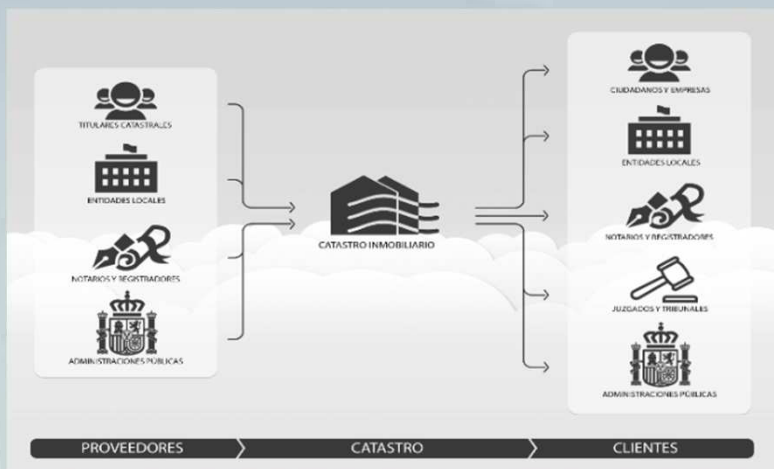 TITULARES CATASTRALES
ENTIDADES LOCALES
NOTARIOS Y REGISTRADORES
ADMINISTRACIONES PÚBLICAS
CATASTRO INMOBILIARIO
CIUDADANOS Y EMPRESAS
ENTIDADES LOCALES
NOTARIOS Y REGISTRADORES
JUZGADOS Y TRIBUNALES
ADMINISTRACIONES PÚBLICAS
PROVEEDORES
CATASTRO
CLIENTES